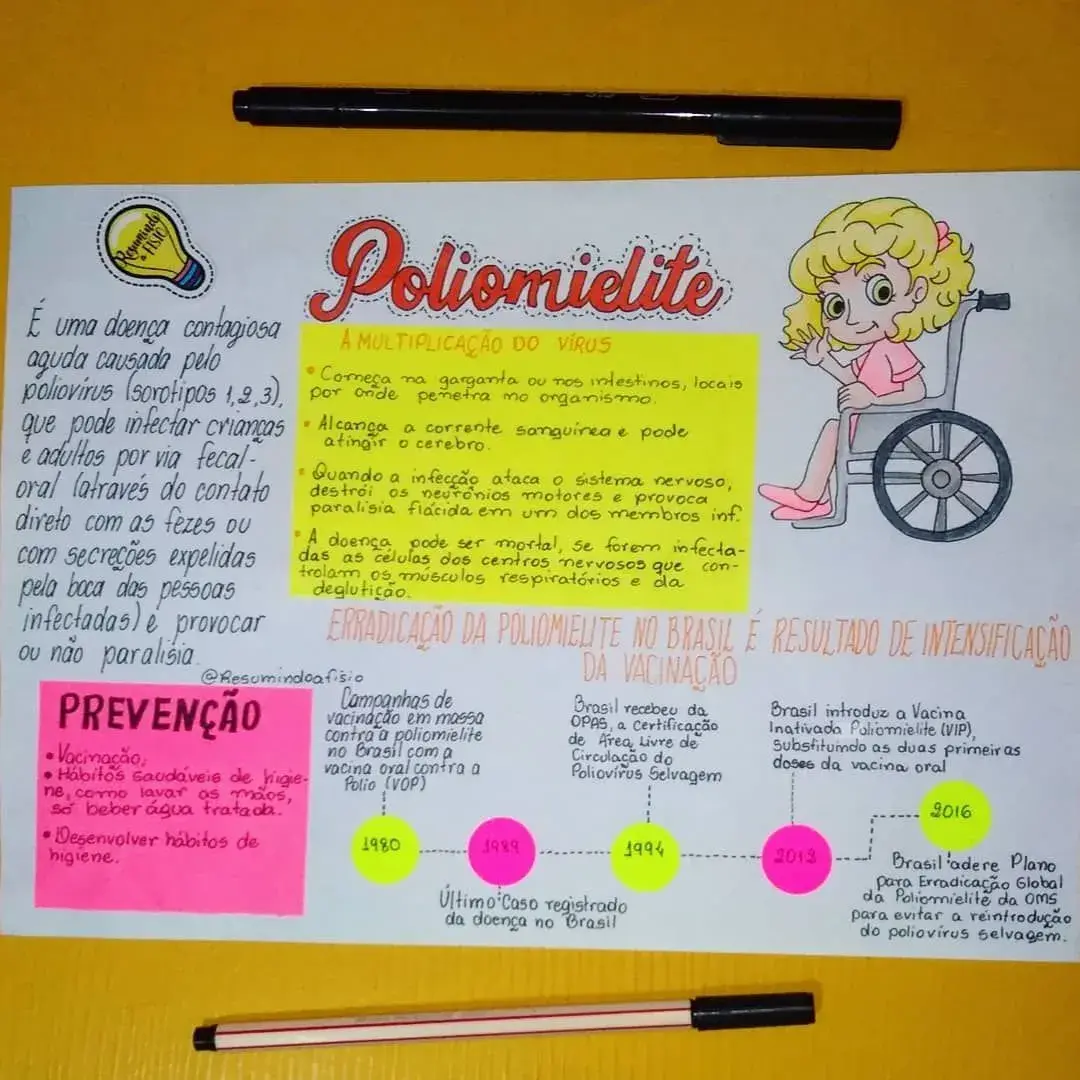 Resumindo
a FISIO
Poliomielite
É uma doença contagiosa
aguda causada pelo
poliovírus (sorotipos 1, 2, 3),
que pode infectar crianças
e adultos por via fecal-
oral (através do contato
direto com as fezes ou
com secreções expelidas
pela boca das pessoas
infectadas) e provocar
ou não paralisia.
@Resumindoafisio
A MULTIPLICAÇÃO DO VÍRUS
• Começa na garganta ou nos intestinos, locais
por onde penetra no organismo.
• Alcança a corrente sanguínea e pode
atingir o cerebro.
• Quando a infecção ataca o sistema nervoso,
destrói os neurônios motores e provoca
paralisia flácida em um dos membros inf.
• A doença pode ser mortal, se forem infecta-
das as células dos centros nervosos que con-
trolam os músculos respiratórios e da
deglutição.
PREVENÇÃO
• Vacinação;
• Hábitos saudáveis de higie-
ne, como lavar as mãos,
só beber água tratada.
• Desenvolver hábitos de
higiene.
ERRADICAÇÃO DA POLIOMIELITE NO BRASIL É RESULTADO DE INTENSIFICAÇÃO
DA VACINAÇÃO
Campanhas de
vacinação em massa
contra a poliomielite
no Brasil com a
vacina oral contra a
Polio (VOP)
1980
1989
Último Caso registrado
da doença no Brasil
Brasil recebeu da
OPAS, a Certificação
de Área Livre de
Circulação do
Poliovírus Selvagem
1994
Brasil introduz a Vacina
Inativada Poliomielite (VIP),
Substituindo as duas primeiras
doses da vacina oral
2012
2016
Brasil adere Plano
para Erradicação Global
da Poliomielite da OMS
para evitar a reintrodução
do poliovírus selvagem.